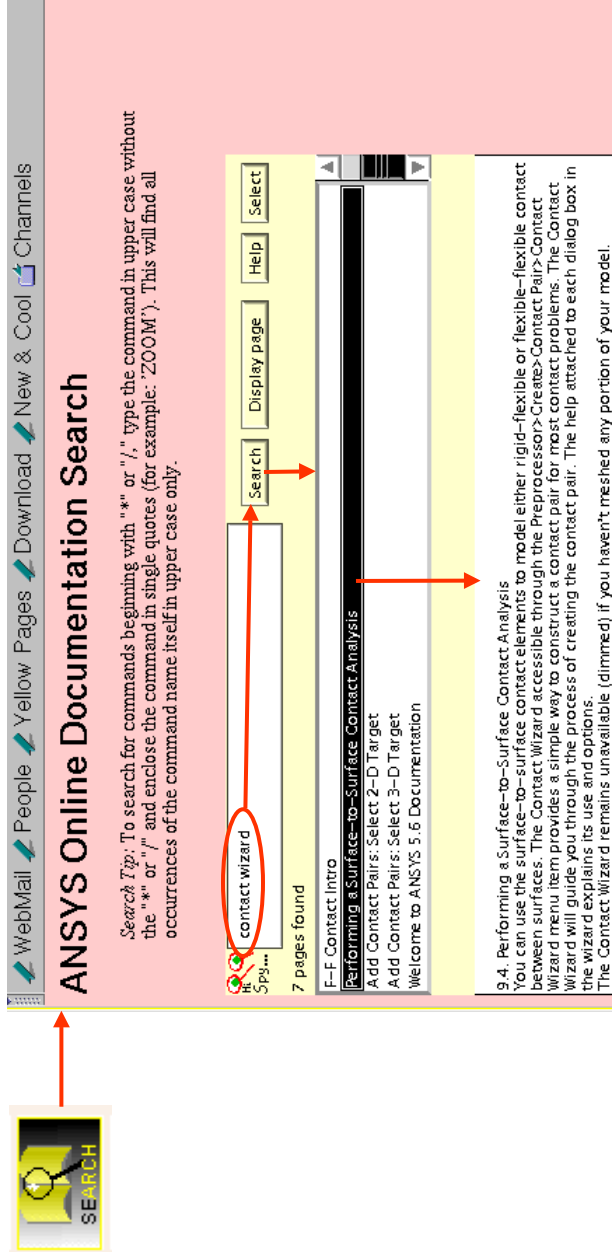 SEARCH
WebMail People Yellow Pages Download New & Cool Channels
ANSYS Online Documentation Search
Search Tip: To search for commands beginning with "*" or "/," type the command in upper case without
the "*" or "/" and enclose the command in single quotes (for example: 'ZOOM'). This will find all
occurrences of the command name itself in upper case only.
Hi
Spy...
contact wizard
Search
Display page
Help
Select
7 pages found
F-F Contact Intro
Performing a Surface-to-Surface Contact Analysis
Add Contact Pairs: Select 2-D Target
Add Contact Pairs: Select 3-D Target
Welcome to ANSYS 5.6 Documentation
9.4. Performing a Surface-to-Surface Contact Analysis
You can use the surface-to-surface contact elements to model either rigid-flexible or flexible-flexible contact
between surfaces. The Contact Wizard accessible through the Preprocessor>Create>Contact Pair>Contact
Wizard menu item provides a simple way to construct a contact pair for most contact problems. The Contact
Wizard will guide you through the process of creating the contact pair. The help attached to each dialog box in
the wizard explains its use and options.
The Contact Wizard remains unavailable (dimmed) if you haven't meshed any portion of your model.